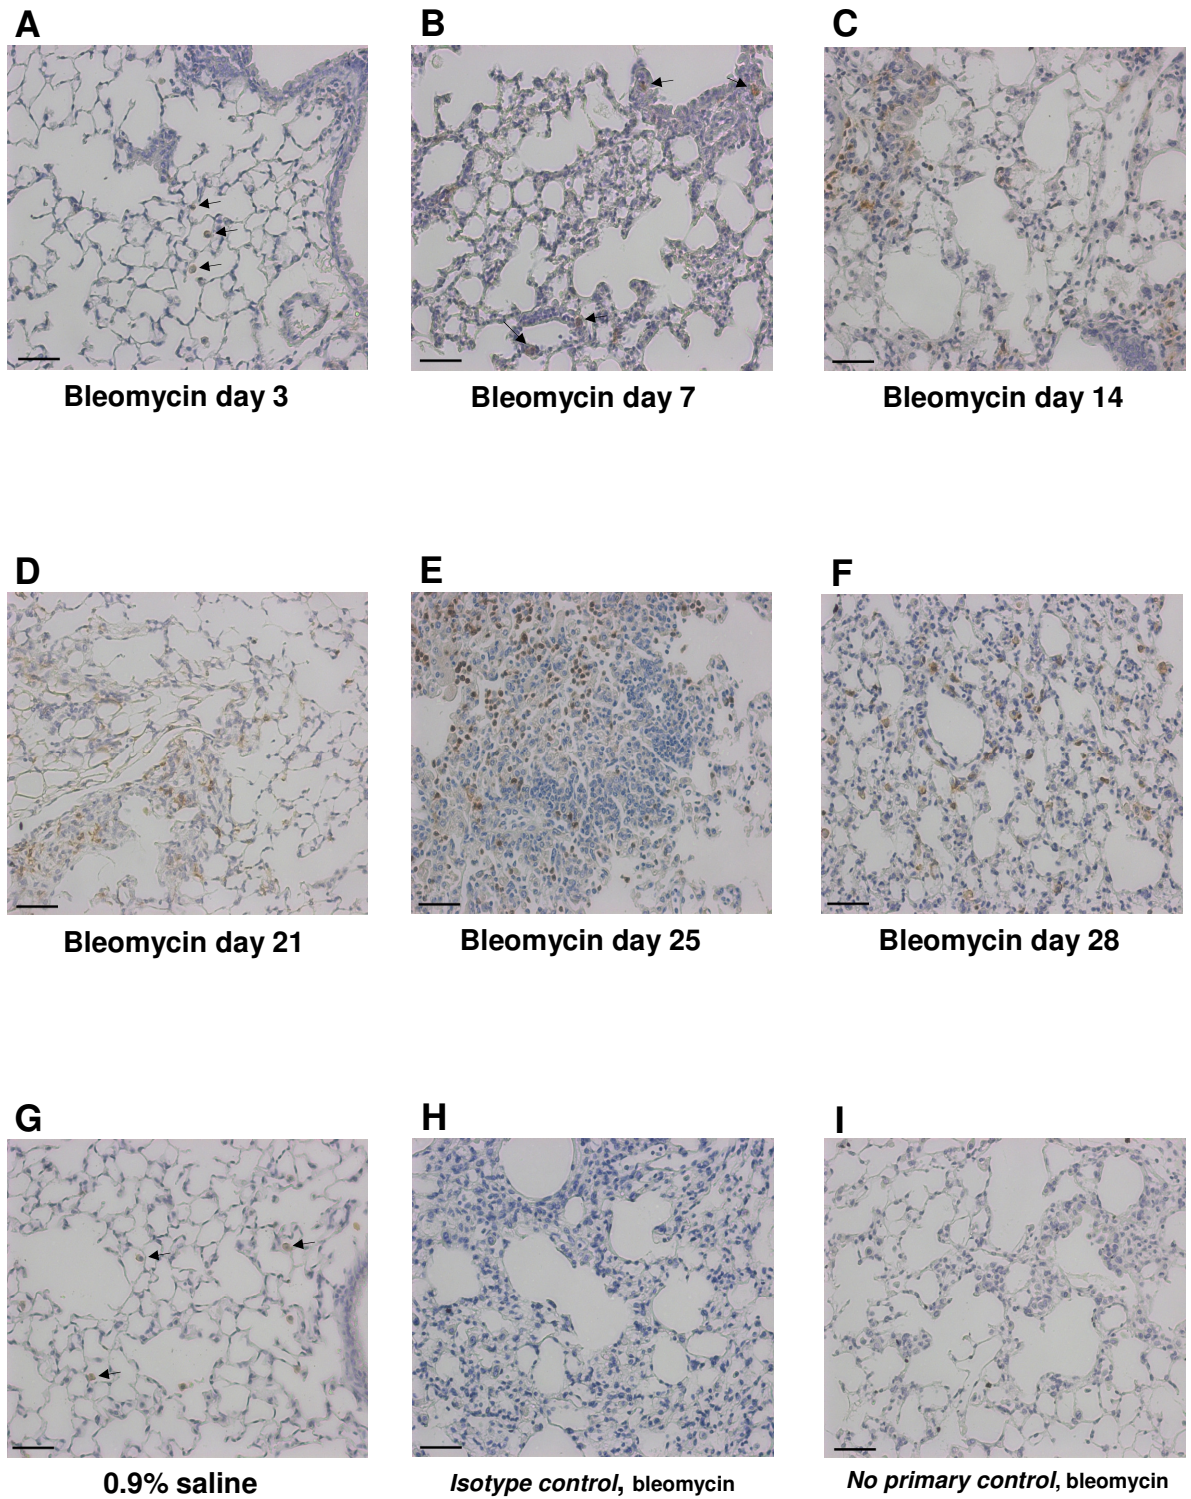 A
B
C
Bleomycin day 3
Bleomycin day 7
Bleomycin day 14
D
E
F
Bleomycin day 21
Bleomycin day 25
Bleomycin day 28
G
H
I
0.9% saline
Isotype control, bleomycin
No primary control, bleomycin